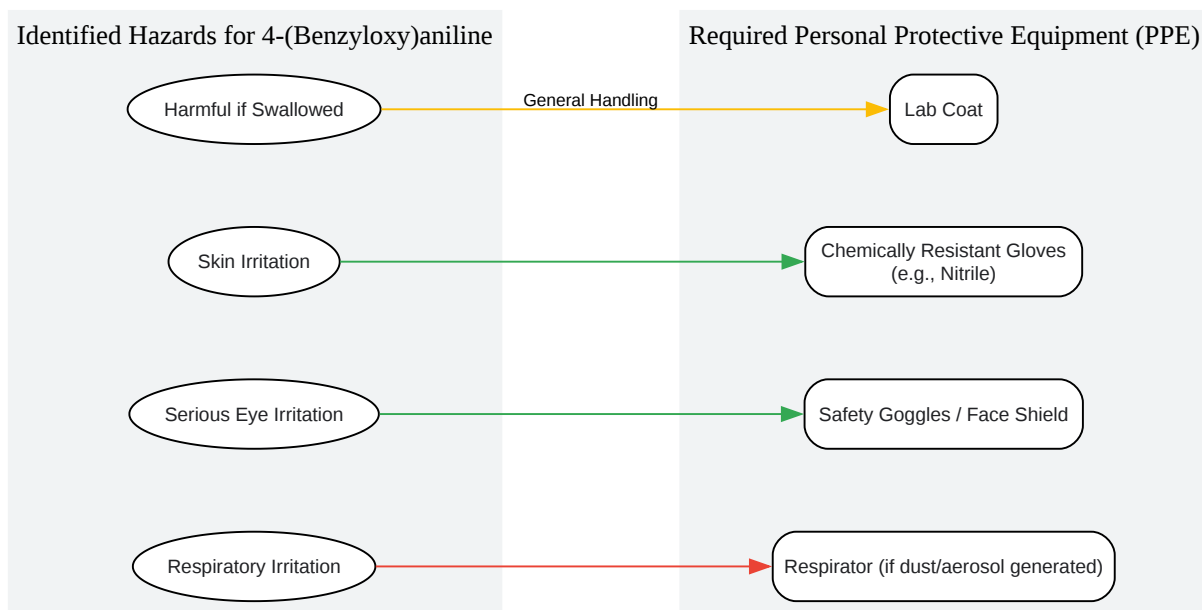 Identified Hazards for 4-(Benzyloxy)aniline
Required Personal Protective Equipment (PPE)
Harmful if Swallowed
General Handling
Lab Coat
Skin Irritation
Chemically Resistant Gloves
(e.g., Nitrile)
Serious Eye Irritation
Safety Goggles / Face Shield
Respiratory Irritation
Respirator (if dust/aerosol generated)